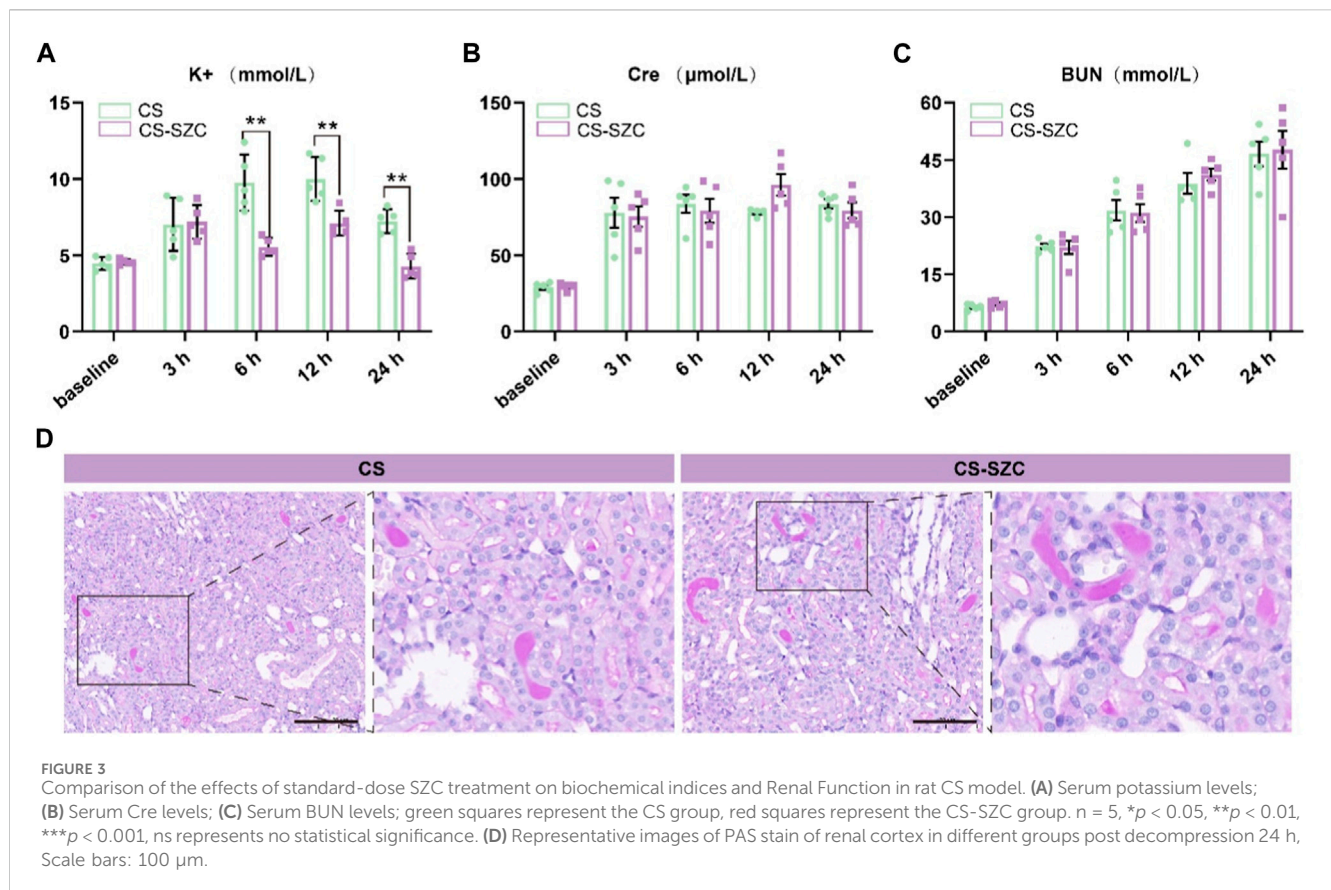 A
K+ （mmol/L）
CS
CS-SZC
**
**
**
15
10
5
0
baseline
3 h
6 h
12 h
24 h
B
Cre （μmol/L）
CS
CS-SZC
150
100
50
0
baseline
3 h
6 h
12 h
24 h
C
BUN （mmol/L）
CS
CS-SZC
60
45
30
15
0
baseline
3 h
6 h
12 h
24 h
D
CS
CS-SZC
FIGURE 3
Comparison of the effects of standard-dose SZC treatment on biochemical indices and Renal Function in rat CS model. (A) Serum potassium levels;
(B) Serum Cre levels; (C) Serum BUN levels; green squares represent the CS group, red squares represent the CS-SZC group. n = 5, *p < 0.05, **p < 0.01,
***p < 0.001, ns represents no statistical significance. (D) Representative images of PAS stain of renal cortex in different groups post decompression 24 h,
Scale bars: 100 μm.